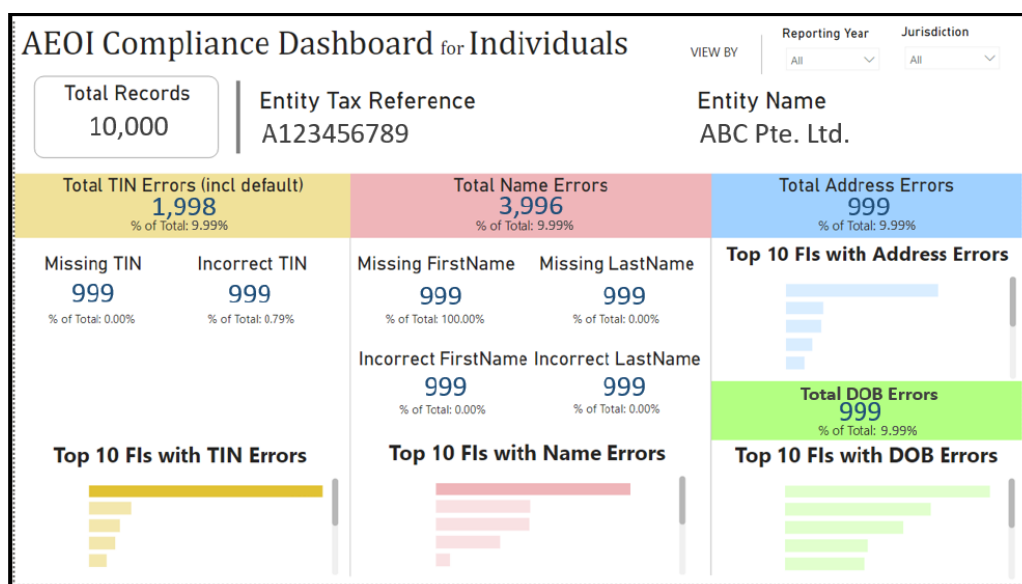 AEOI Compliance Dashboard for Individuals
VIEW BY
Reporting Year
All
Jurisdiction
All
Total Records
10,000
Entity Tax Reference
A123456789
Entity Name
ABC Pte. Ltd.
Total TIN Errors (incl default)
1,998
% of Total: 9.99%
Missing TIN
999
% of Total: 0.00%
Incorrect TIN
999
% of Total: 0.79%
Top 10 FIs with TIN Errors
Total Name Errors
3,996
% of Total: 9.99%
Missing FirstName
999
% of Total: 100.00%
Missing LastName
999
% of Total: 0.00%
Incorrect FirstName
999
% of Total: 0.00%
Incorrect LastName
999
% of Total: 0.00%
Top 10 FIs with Name Errors
Total Address Errors
999
% of Total: 9.99%
Top 10 FIs with Address Errors
Total DOB Errors
999
% of Total: 9.99%
Top 10 FIs with DOB Errors